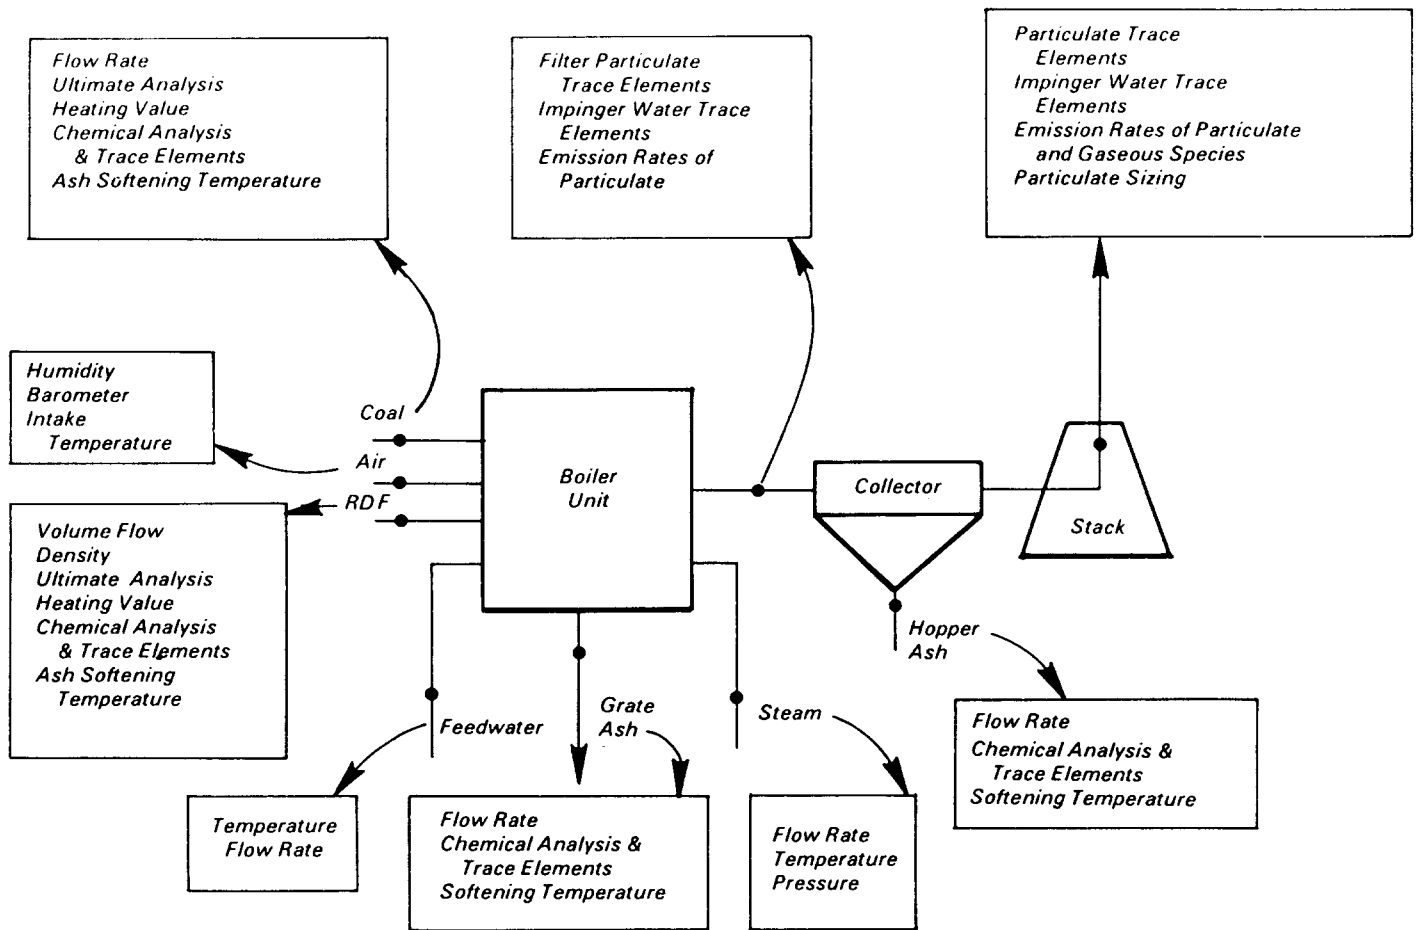 Flow Rate
Ultimate Analysis
Heating Value
Chemical Analysis
& Trace Elements
Ash Softening Temperature
Filter Particulate
Trace Elements
Impinger Water Trace
Elements
Emission Rates of
Particulate
Particulate Trace
Elements
Impinger Water Trace
Elements
Emission Rates of Particulate
and Gaseous Species
Particulate Sizing
Humidity
Barometer
Intake
Temperature
Coal
Air
RDF
Boiler
Unit
Collector
Stack
Volume Flow
Density
Ultimate Analysis
Heating Value
Chemical Analysis
& Trace Elements
Ash Softening
Temperature
Feedwater
Grate
Ash
Steam
Hopper
Ash
Temperature
Flow Rate
Flow Rate
Chemical Analysis &
Trace Elements
Softening Temperature
Flow Rate
Temperature
Pressure
Flow Rate
Chemical Analysis &
Trace Elements
Softening Temperature